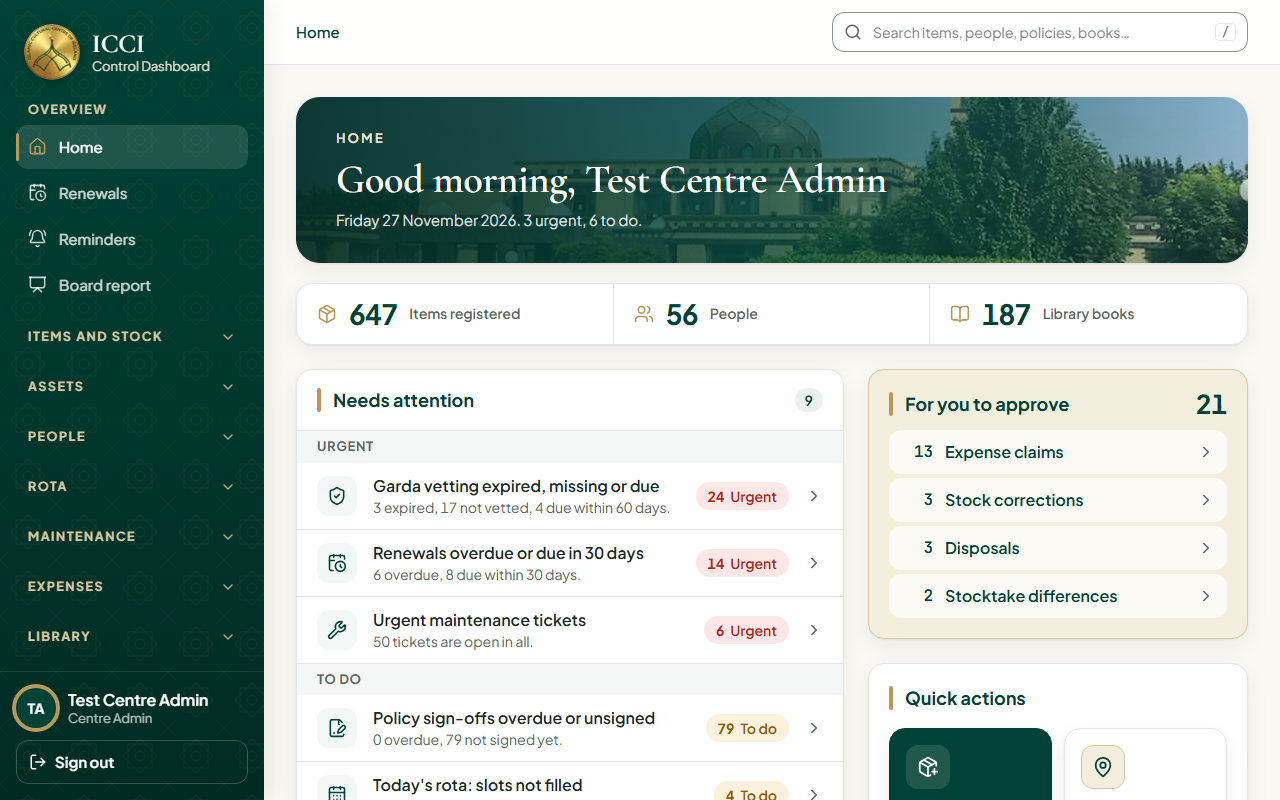 ICCI
Control Dashboard
OVERVIEW
Home
Renewals
Reminders
Board report
ITEMS AND STOCK
ASSETS
PEOPLE
ROTA
MAINTENANCE
EXPENSES
LIBRARY
TA
Test Centre Admin
Centre Admin
Sign out
Home
Search items, people, policies, books…
/
HOME
Good morning, Test Centre Admin
Friday 27 November 2026. 3 urgent, 6 to do.
647 Items registered
56 People
187 Library books
Needs attention
9
URGENT
Garda vetting expired, missing or due
3 expired, 17 not vetted, 4 due within 60 days.
24 Urgent
Renewals overdue or due in 30 days
6 overdue, 8 due within 30 days.
14 Urgent
Urgent maintenance tickets
50 tickets are open in all.
6 Urgent
TO DO
Policy sign-offs overdue or unsigned
0 overdue, 79 not signed yet.
79 To do
Today's rota: slots not filled
4 To do
For you to approve
21
13 Expense claims
3 Stock corrections
3 Disposals
2 Stocktake differences
Quick actions